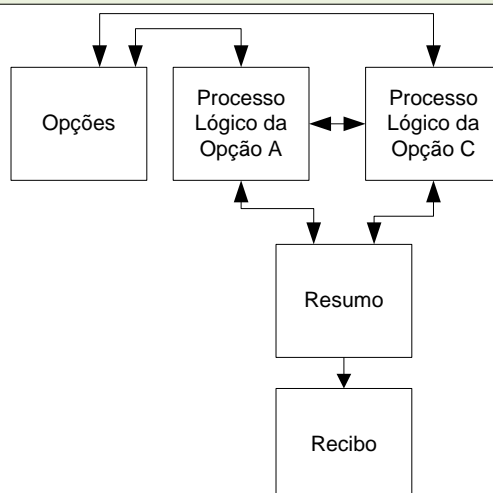 Opções
Processo
Lógico da
Opção A
Processo
Lógico da
Opção C
Resumo
Recibo